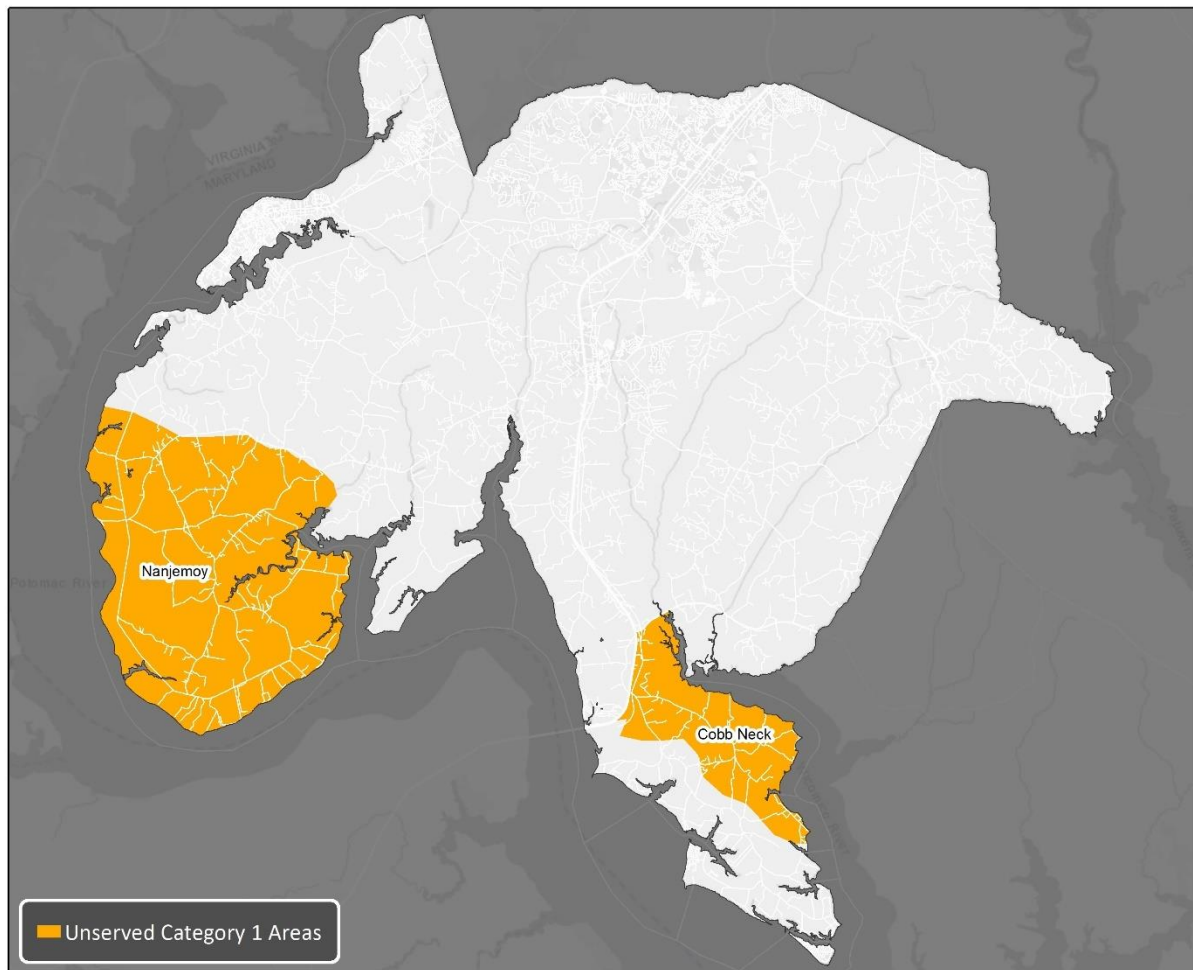 VIRGINIA
MARYLAND
Nanjemoy
Potomac River
Cobb Neck
Unserved Category 1 Areas